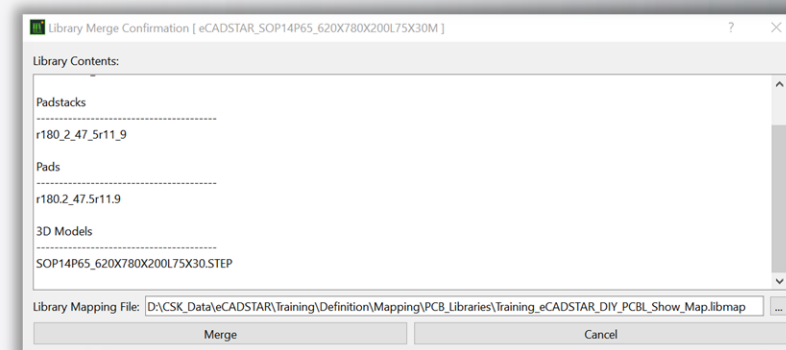 Library Merge Confirmation [ eCADSTAR_SOP14P65_620X780X200L75X30M ]
?
Library Contents:
Padstacks
----------------------------------------
r180_2_47_5r11_9
Pads
----------------------------------------
r180.2_47.5r11.9
3D Models
----------------------------------------
SOP14P65_620X780X200L75X30.STEP
Library Mapping File: D:\CSK_Data\eCADSTAR\Training\Definition\Mapping\PCB_Libraries\Training_eCADSTAR_DIY_PCBL_Show_Map.libmap ...
Merge Cancel